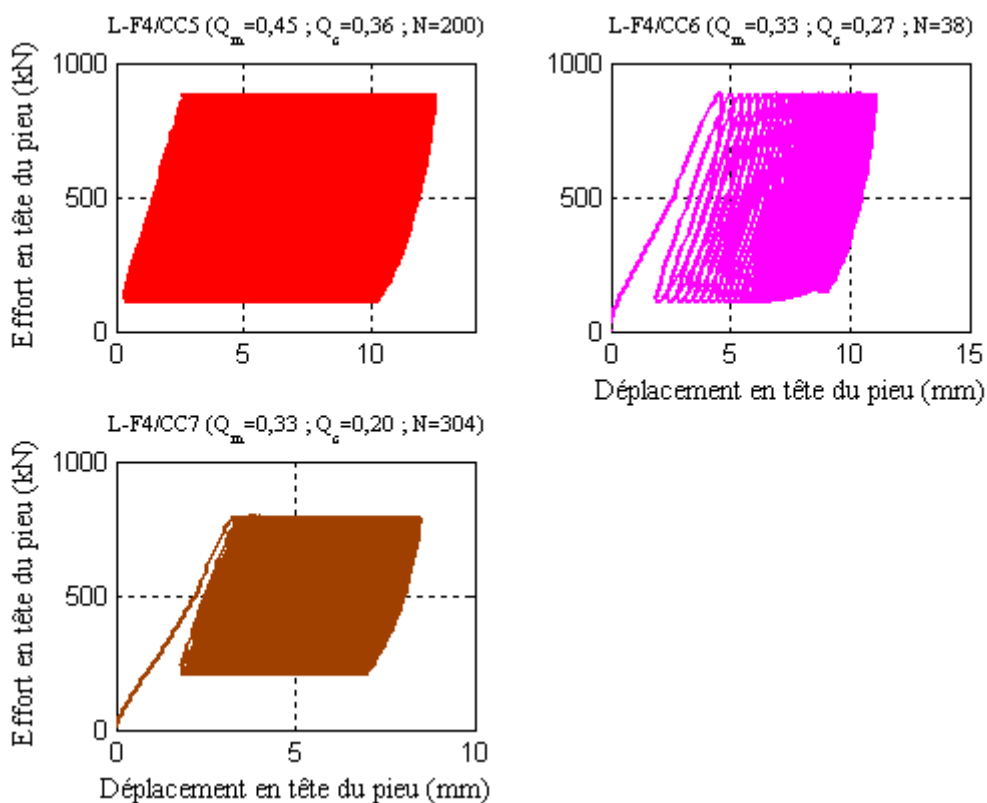 L-F4/CC5 (Qm=0,45 ; Qc=0,36 ; N=200)
Effort en tête du pieu (kN)
1000
500
0
0 5 10
L-F4/CC6 (Qm=0,33 ; Qc=0,27 ; N=38)
1000
500
0
0 5 10 15
Déplacement en tête du pieu (mm)
L-F4/CC7 (Qm=0,33 ; Qc=0,20 ; N=304)
Effort en tête du pieu (kN)
1000
500
0
0 5 10
Déplacement en tête du pieu (mm)